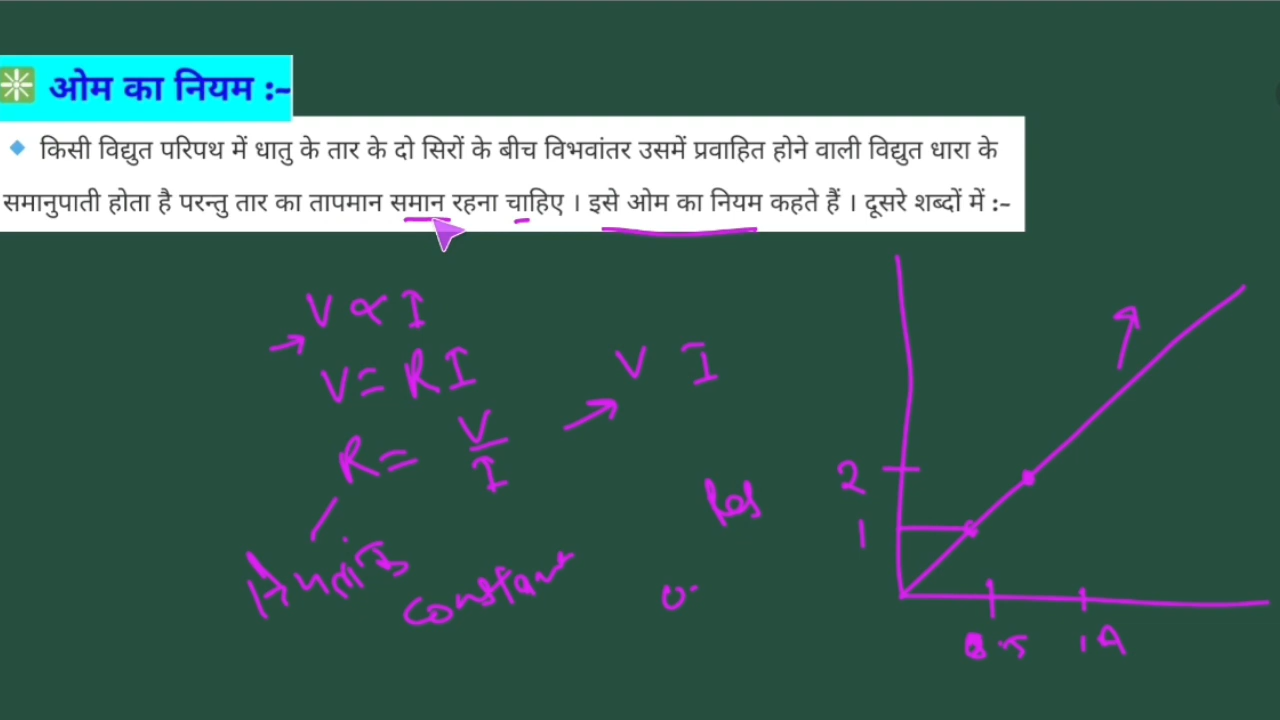 ओम का नियम :-
किसी विद्युत परिपथ में धातु के तार के दो सिरों के बीच विभवांतर उसमें प्रवाहित होने वाली विद्युत धारा के
समानुपाती होता है परन्तु तार का तापमान समान रहना चाहिए । इसे ओम का नियम कहते हैं । दूसरे शब्दों में :-
V ∝ I
→
V = RI
R = V/I
→ V I
constant
2
1
1A